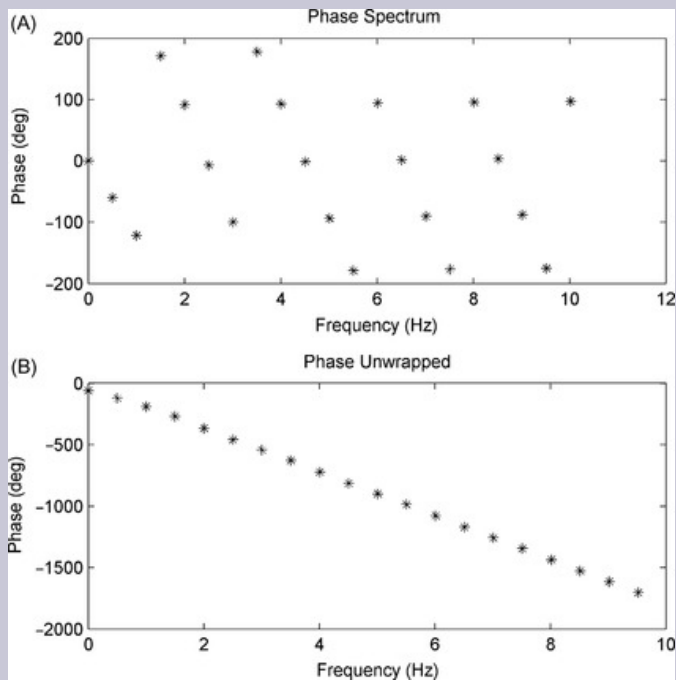 (A)
Phase Spectrum
200
100
0
−100
−200
Phase (deg)
0 2 4 6 8 10 12
Frequency (Hz)
(B)
Phase Unwrapped
0
−500
−1000
−1500
−2000
Phase (deg)
0 2 4 6 8 10
Frequency (Hz)